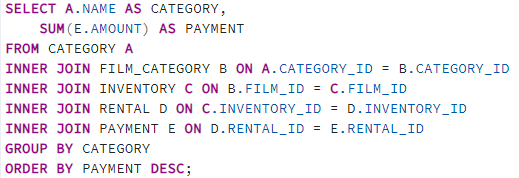 SELECT A.NAME AS CATEGORY,
SUM(E.AMOUNT) AS PAYMENT
FROM CATEGORY A
INNER JOIN FILM_CATEGORY B ON A.CATEGORY_ID = B.CATEGORY_ID
INNER JOIN INVENTORY C ON B.FILM_ID = C.FILM_ID
INNER JOIN RENTAL D ON C.INVENTORY_ID = D.INVENTORY_ID
INNER JOIN PAYMENT E ON D.RENTAL_ID = E.RENTAL_ID
GROUP BY CATEGORY
ORDER BY PAYMENT DESC;